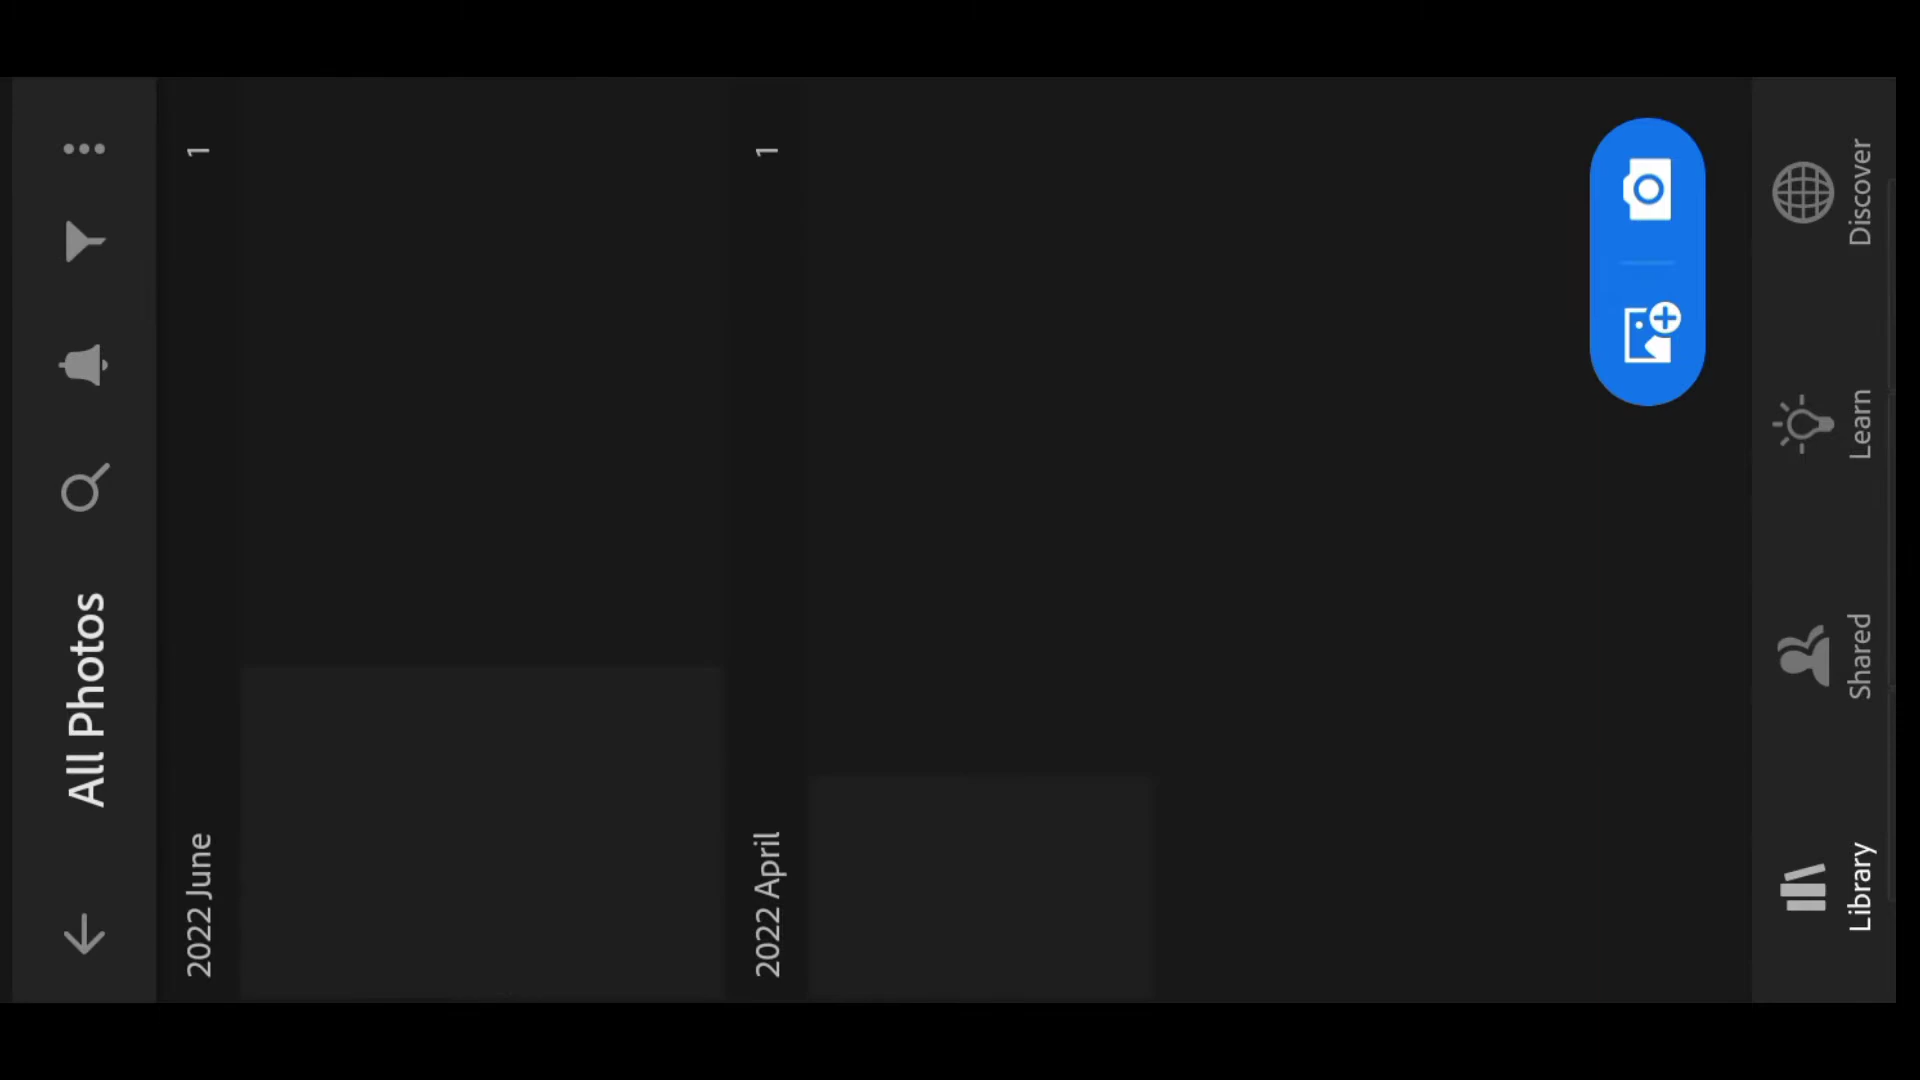 All Photos
2022 June
1
2022 April
1
Library
Shared
Learn
Discover